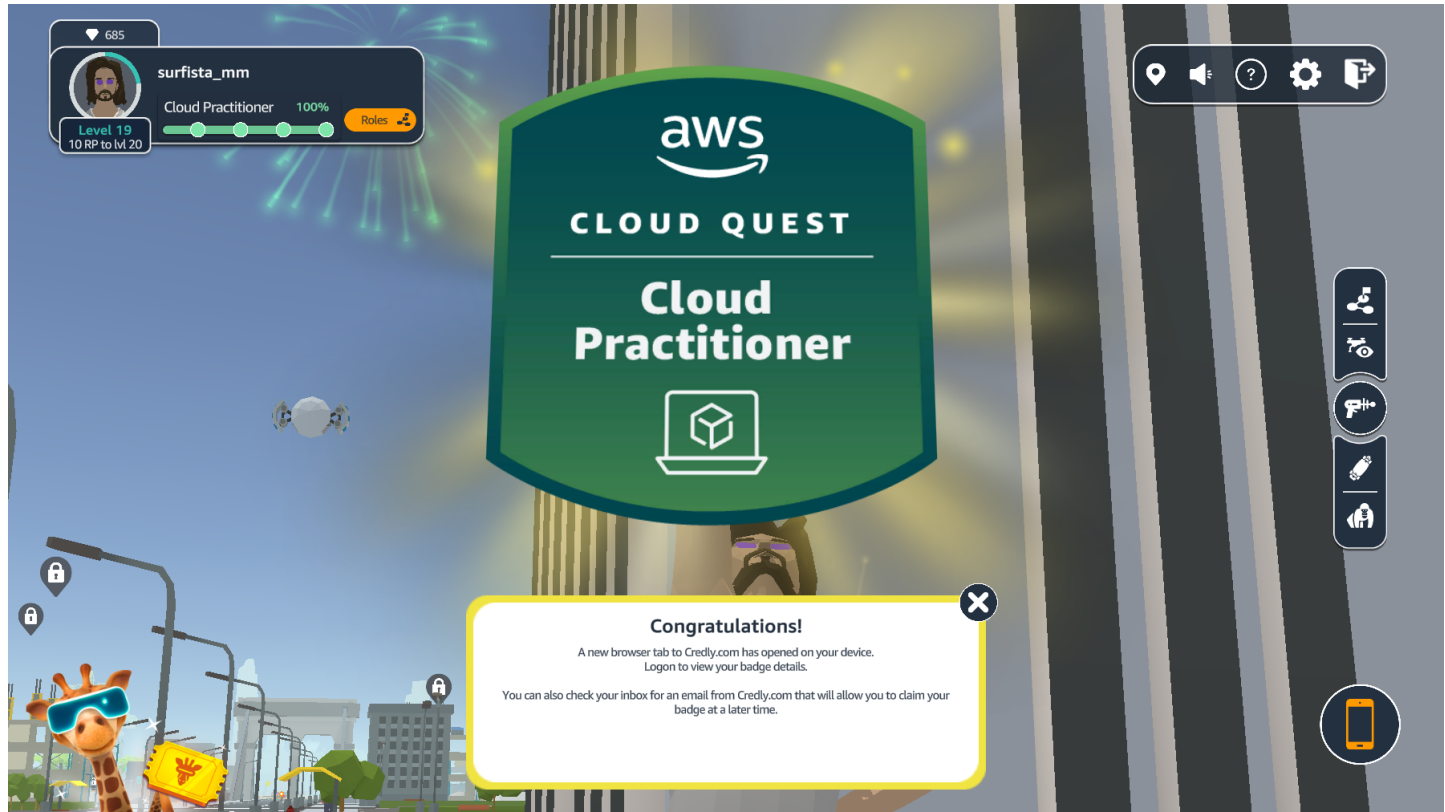 685
surfista_mm
Cloud Practitioner 100%
Roles
Level 19
10 RP to lvl 20
?
aws
CLOUD QUEST
Cloud
Practitioner
Congratulations!
A new browser tab to Credly.com has opened on your device.
Logon to view your badge details.
You can also check your inbox for an email from Credly.com that will allow you to claim your
badge at a later time.